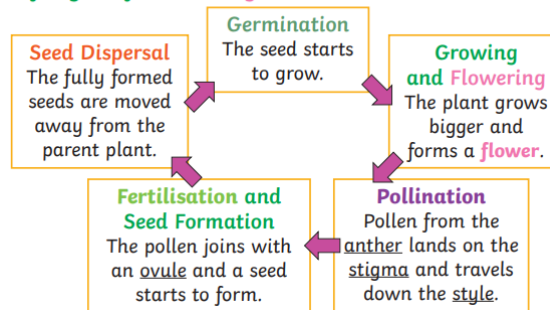 Germination
The seed starts
to grow.
Growing
and Flowering
The plant grows
bigger and
forms a flower.
Pollination
Pollen from the
anther lands on the
stigma and travels
down the style.
Fertilisation and
Seed Formation
The pollen joins with
an ovule and a seed
starts to form.
Seed Dispersal
The fully formed
seeds are moved
away from the
parent plant.